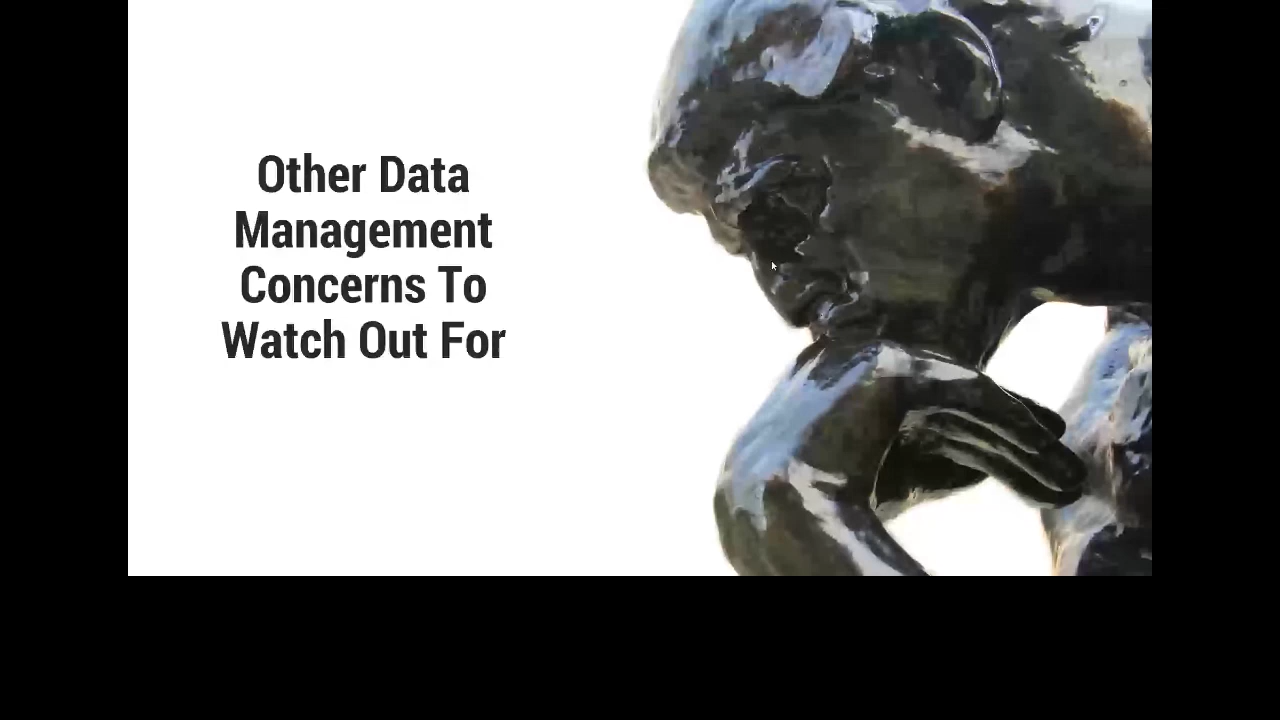 Other Data
Management
Concerns To
Watch Out For